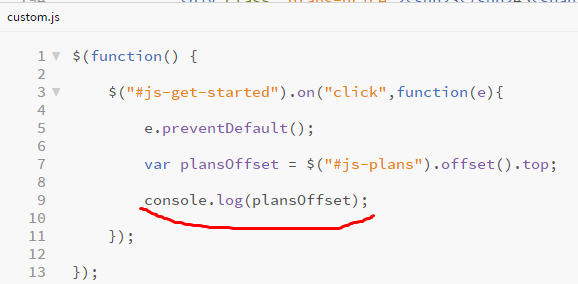 custom.js
1 $(function() {
2
3 $("#js-get-started").on("click",function(e){
4
5 e.preventDefault();
6
7 var plansOffset = $("#js-plans").offset().top;
8
9 console.log(plansOffset);
10
11 });
12
13 });